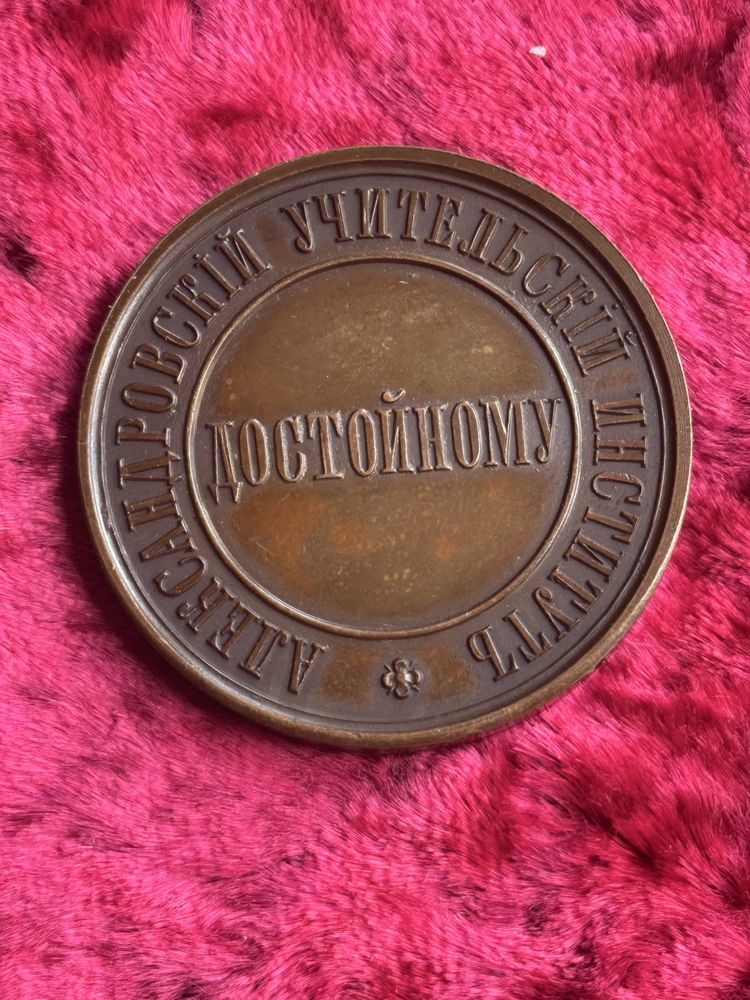 АЛЕКСАНДРОВСКІЙ УЧИТЕЛЬСКІЙ ИНСТИТУТЪ
ДОСТОЙНОМУ